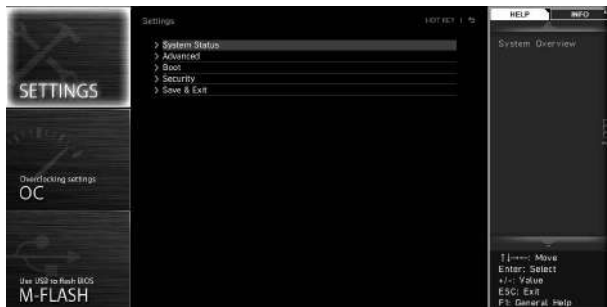 SETTINGS
Overclocking settings
OC
Use USB to flash BIOS
M-FLASH
Settings
HOT KEY |
> System Status
> Advanced
> Boot
> Security
> Save & Exit
HELP
INFO
System Overview
↑↓→←: Move
Enter: Select
+/-: Value
ESC: Exit
F1: General Help